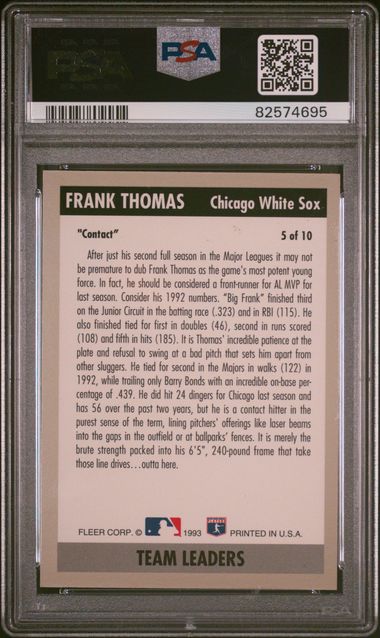 PSA
82574695
FRANK THOMAS Chicago White Sox
"Contact" 5 of 10
After just his second full season in the Major Leagues it may not
be premature to dub Frank Thomas as the game's most potent young
force. In fact, he should be considered a front-runner for AL MVP for
last season. Consider his 1992 numbers. "Big Frank" finished third
on the Junior Circuit in the batting race (.323) and in RBI (115). He
also finished tied for first in doubles (46), second in runs scored
(108) and fifth in hits (185). It is Thomas' incredible patience at the
plate and refusal to swing at a bad pitch that sets him apart from
other sluggers. He tied for second in the Majors in walks (122) in
1992, while trailing only Barry Bonds with an incredible on-base per-
centage of .439. He did hit 24 dingers for Chicago last season and
has 56 over the past two years, but he is a contact hitter in the
purest sense of the term, lining pitchers' offerings like laser beams
into the gaps in the outfield or at ballparks' fences. It is merely the
brute strength packed into his 6'5", 240-pound frame that take
those line drives...outta here.
FLEER CORP. © 1993 PRINTED IN U.S.A.
TEAM LEADERS
PSA